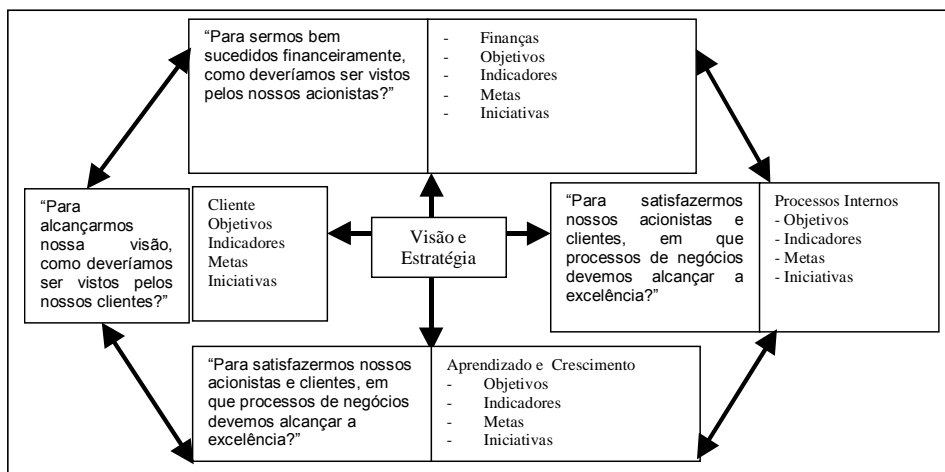 “Para sermos bem
sucedidos financeiramente,
como deveríamos ser vistos
pelos nossos acionistas?”
- Finanças
- Objetivos
- Indicadores
- Metas
- Iniciativas
“Para
alcançarmos
nossa visão,
como deveríamos
ser vistos pelos
nossos clientes?”
Cliente
Objetivos
Indicadores
Metas
Iniciativas
Visão e
Estratégia
“Para satisfazermos
nossos acionistas e
clientes, em que
processos de negócios
devemos alcançar a
excelência?”
Processos Internos
- Objetivos
- Indicadores
- Metas
- Iniciativas
“Para satisfazermos nossos
acionistas e clientes, em
que processos de negócios
devemos alcançar a
excelência?”
Aprendizado e Crescimento
- Objetivos
- Indicadores
- Metas
- Iniciativas